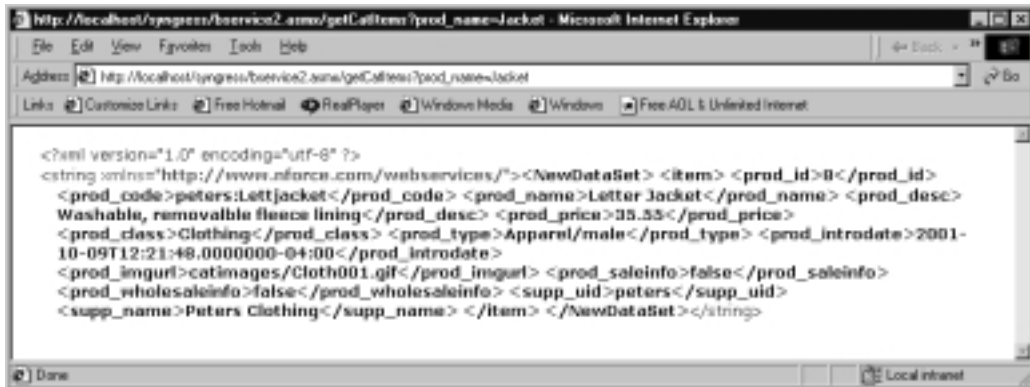 http://localhost/syngress/bservice2.asmx/getCatItems?prod_name=Jacket - Microsoft Internet Explorer
File Edit View Favorites Tools Help
Back
Address http://localhost/syngress/bservice2.asmx/getCatItems?prod_name=Jacket Go
Links Customize Links Free Hotmail RealPlayer Windows Media Windows Free AOL & Unlimited Internet
<?xml version="1.0" encoding="utf-8" ?>
<string xmlns="http://www.nforce.com/webservices/"><NewDataSet> <item> <prod_id>8</prod_id>
<prod_code>peters:Lettjacket</prod_code> <prod_name>Letter Jacket</prod_name> <prod_desc>
Washable, removalble fleece lining</prod_desc> <prod_price>35.55</prod_price>
<prod_class>Clothing</prod_class> <prod_type>Apparel/male</prod_type> <prod_introdate>2001-
10-09T12:21:48.0000000-04:00</prod_introdate>
<prod_imgurl>catimages/Cloth001.gif</prod_imgurl> <prod_saleinfo>false</prod_saleinfo>
<prod_wholesaleinfo>false</prod_wholesaleinfo> <supp_uid>peters</supp_uid>
<supp_name>Peters Clothing</supp_name> </item> </NewDataSet></string>
Done Local intranet